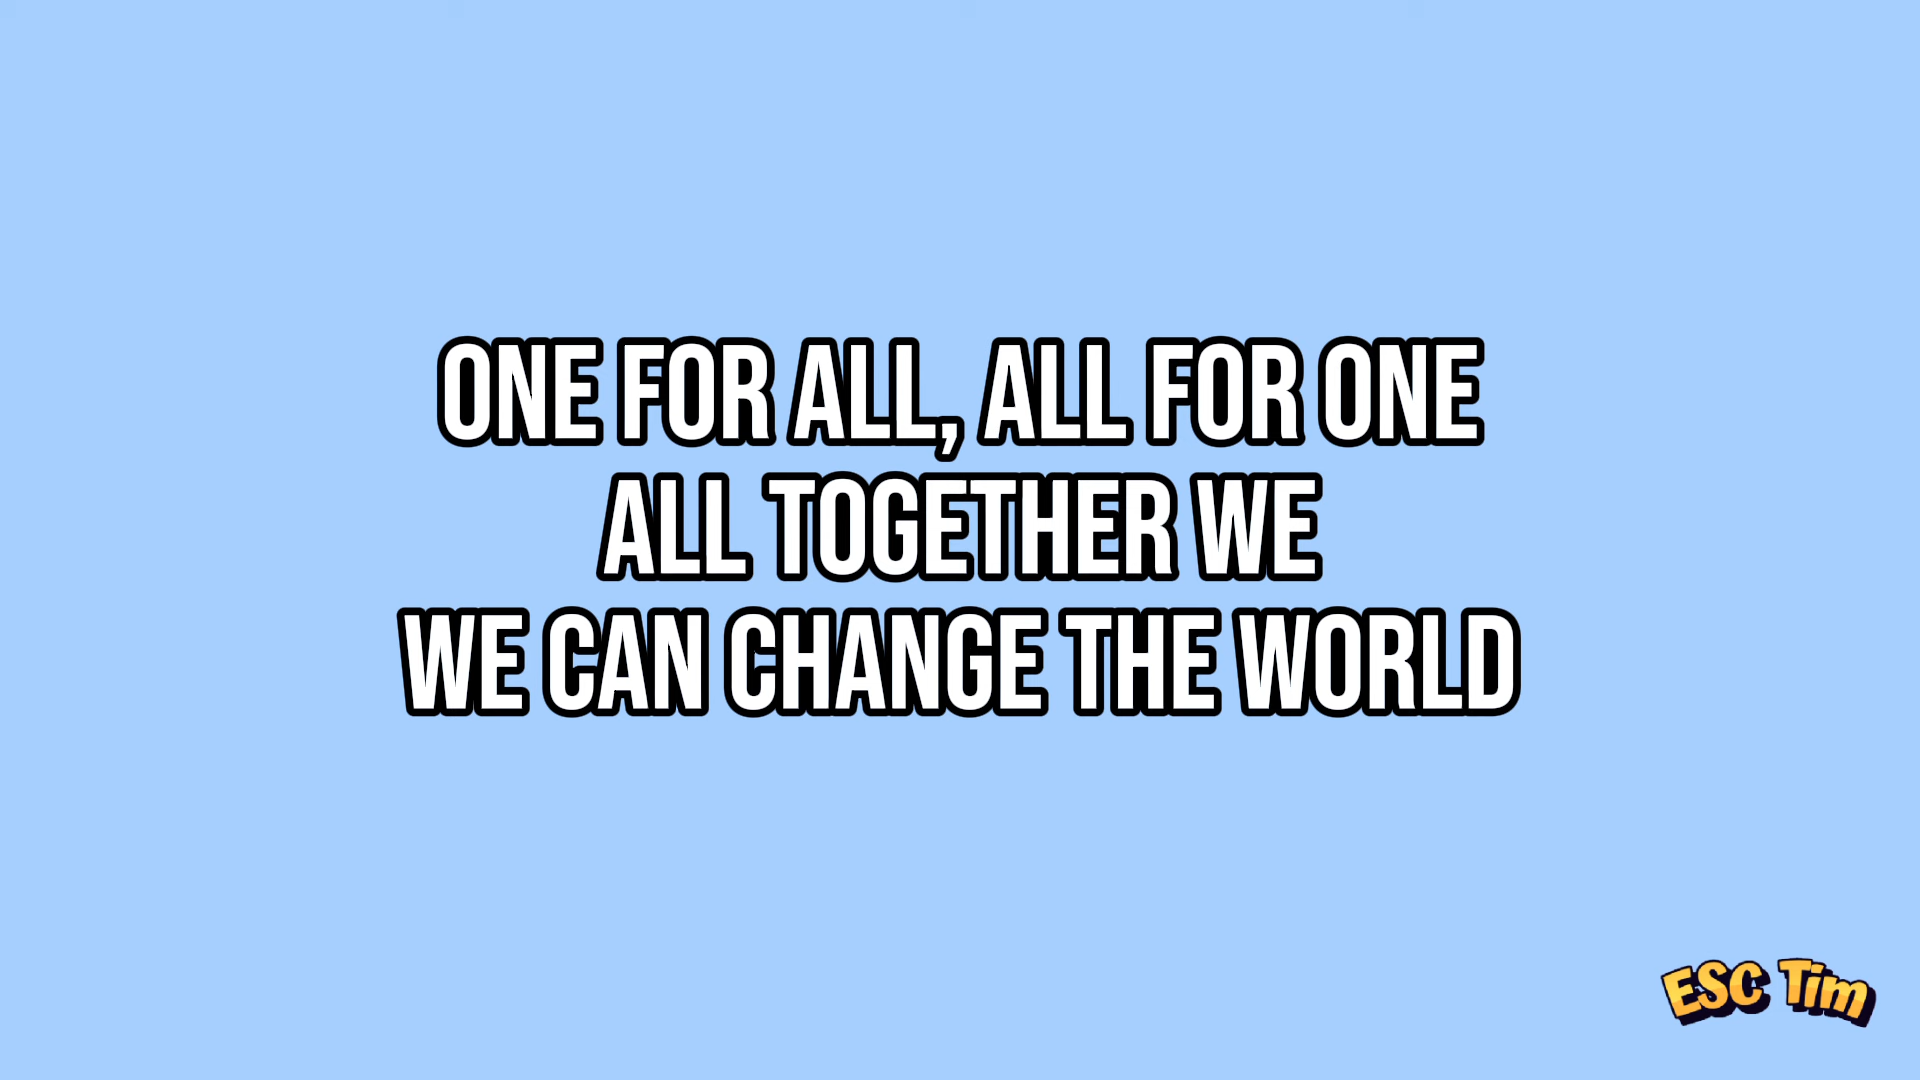 ONE FOR ALL, ALL FOR ONE
ALL TOGETHER WE
WE CAN CHANGE THE WORLD
ESC Tim